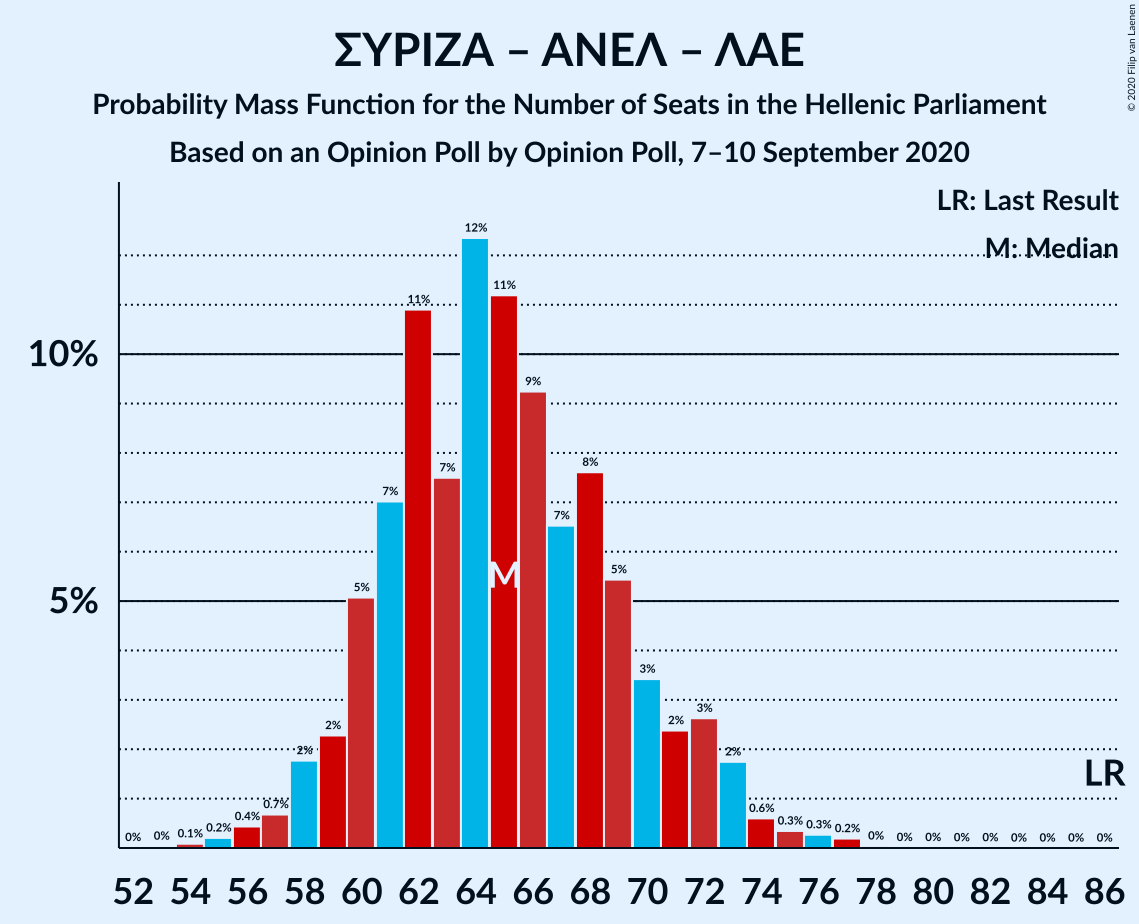 ΣΥΡΙΖΑ – ΑΝΕΛ – ΛΑΕ
Probability Mass Function for the Number of Seats in the Hellenic Parliament
Based on an Opinion Poll by Opinion Poll, 7–10 September 2020
© 2020 Filip van Laenen
LR: Last Result
M: Median
10%
5%
0% 0% 0.1% 0.2% 0.4% 0.7% 2% 2% 5% 7% 11% 7% 12% 11% 9% 7% 8% 5% 3% 2% 3% 2% 0.6% 0.3% 0.3% 0.2% 0% 0% 0% 0% 0% 0% 0% 0% 0%
M
LR
52 54 56 58 60 62 64 66 68 70 72 74 76 78 80 82 84 86